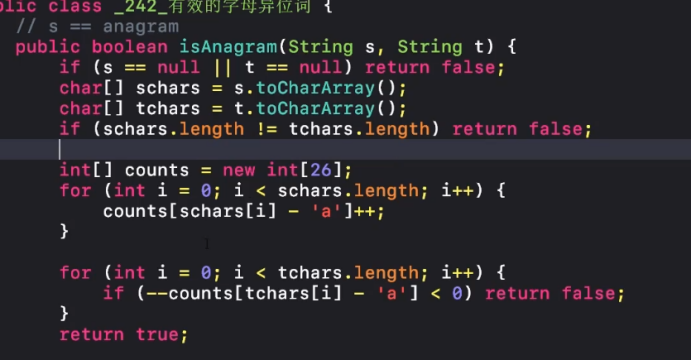 blic class _242_有效的字母异位词 {
// s == anagram
public boolean isAnagram(String s, String t) {
if (s == null || t == null) return false;
char[] schars = s.toCharArray();
char[] tchars = t.toCharArray();
if (schars.length != tchars.length) return false;
int[] counts = new int[26];
for (int i = 0; i < schars.length; i++) {
counts[schars[i] - 'a']++;
}
for (int i = 0; i < tchars.length; i++) {
if (--counts[tchars[i] - 'a'] < 0) return false;
}
return true;